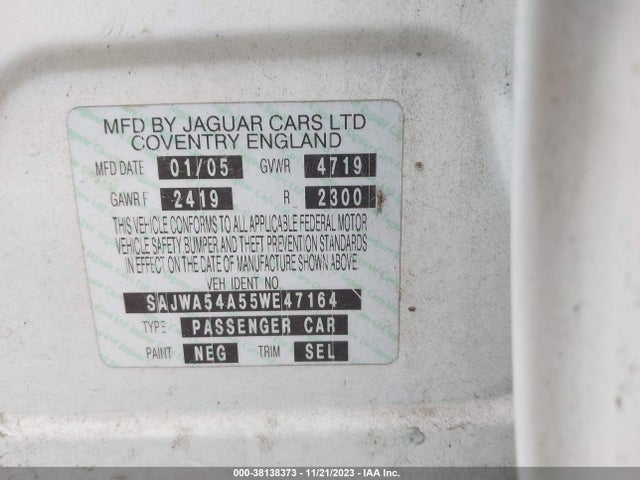 MFD BY JAGUAR CARS LTD
COVENTRY ENGLAND
MFD DATE 01/05 GVWR 4719
GAWR F 2419 R 2300
THIS VEHICLE CONFORMS TO ALL APPLICABLE FEDERAL MOTOR
VEHICLE SAFETY BUMPER AND THEFT PREVENTION STANDARDS
IN EFFECT ON THE DATE OF MANUFACTURE SHOWN ABOVE.
VEH IDENT NO.
SAJWA54A55WE47164
TYPE PASSENGER CAR
PAINT NEG TRIM SEL
000-38138373 - 11/21/2023 - IAA Inc.